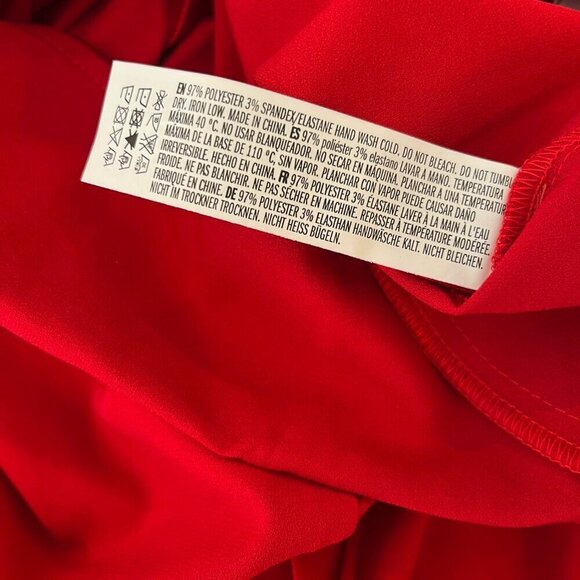 EN 97% POLYESTER 3% SPANDEX/ELASTANE HAND WASH COLD. DO NOT BLEACH. DO NOT TUMBL
DRY. IRON LOW. MADE IN CHINA. ES 97% poliéster 3% elastam LAVAR A MANO. TEMPERATURA
MÁXIMA 40 °C. NO USAR BLANQUEADOR. NO SECAR EN MÁQUINA. PLANCHAR A UNA TEMPERATURA
MÁXIMA DE LA BASE DE 110 °C, SIN VAPOR. PLANCHAR CON VAPOR PUEDE CAUSAR DAÑO
IRREVERSIBLE. HECHO EN CHINA. FR 97% POLYESTER 3% ÉLASTANE LAVER À LA MAIN À L'EAU
FROIDE. NE PAS BLANCHIR. NE PAS SÉCHER EN MACHINE. REPASSER À TEMPÉRATURE MODÉRÉE.
FABRIQUÉ EN CHINE. DE 97% POLYESTER 3% ELASTHAN HANDWÄSCHE KALT. NICHT BLEICHEN.
NICHT IM TROCKNER TROCKNEN. NICHT HEISS BÜGELN.